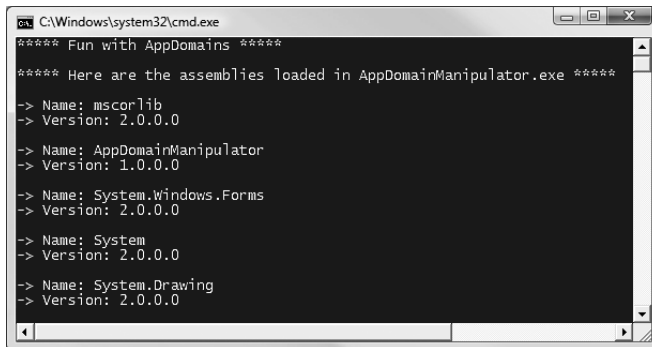 C:\Windows\system32\cmd.exe
***** Fun with AppDomains *****
***** Here are the assemblies loaded in AppDomainManipulator.exe *****
-> Name: mscorlib
-> Version: 2.0.0.0
-> Name: AppDomainManipulator
-> Version: 1.0.0.0
-> Name: System.Windows.Forms
-> Version: 2.0.0.0
-> Name: System
-> Version: 2.0.0.0
-> Name: System.Drawing
-> Version: 2.0.0.0